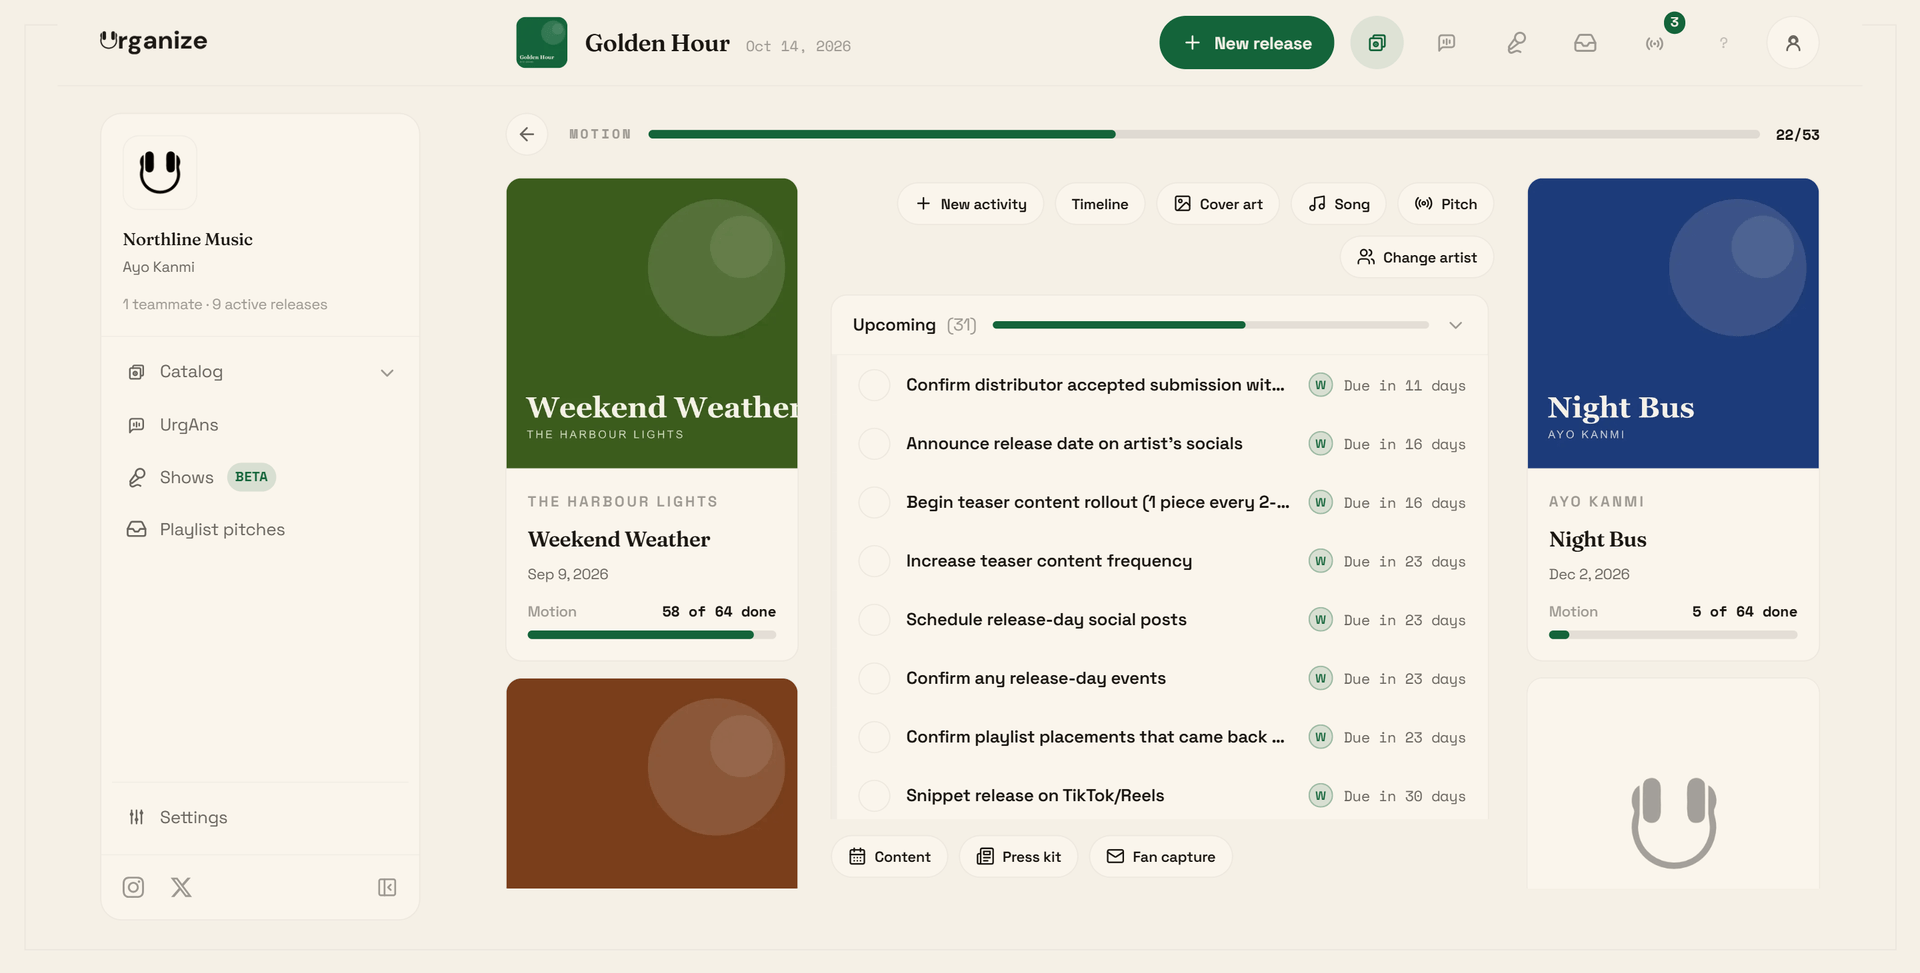 Urganize
Golden Hour
Golden Hour Oct 14, 2026
New release
3
?
Northline Music
Ayo Kanmi
1 teammate · 9 active releases
Catalog
UrgAns
Shows BETA
Playlist pitches
Settings
MOTION 22/53
Weekend Weather
THE HARBOUR LIGHTS
THE HARBOUR LIGHTS
Weekend Weather
Sep 9, 2026
Motion 58 of 64 done
New activity
Timeline
Cover art
Song
Pitch
Change artist
Upcoming (31)
Confirm distributor accepted submission wit... W Due in 11 days
Announce release date on artist's socials W Due in 16 days
Begin teaser content rollout (1 piece every 2-... W Due in 16 days
Increase teaser content frequency W Due in 23 days
Schedule release-day social posts W Due in 23 days
Confirm any release-day events W Due in 23 days
Confirm playlist placements that came back ... W Due in 23 days
Snippet release on TikTok/Reels W Due in 30 days
Content
Press kit
Fan capture
Night Bus
AYO KANMI
AYO KANMI
Night Bus
Dec 2, 2026
Motion 5 of 64 done